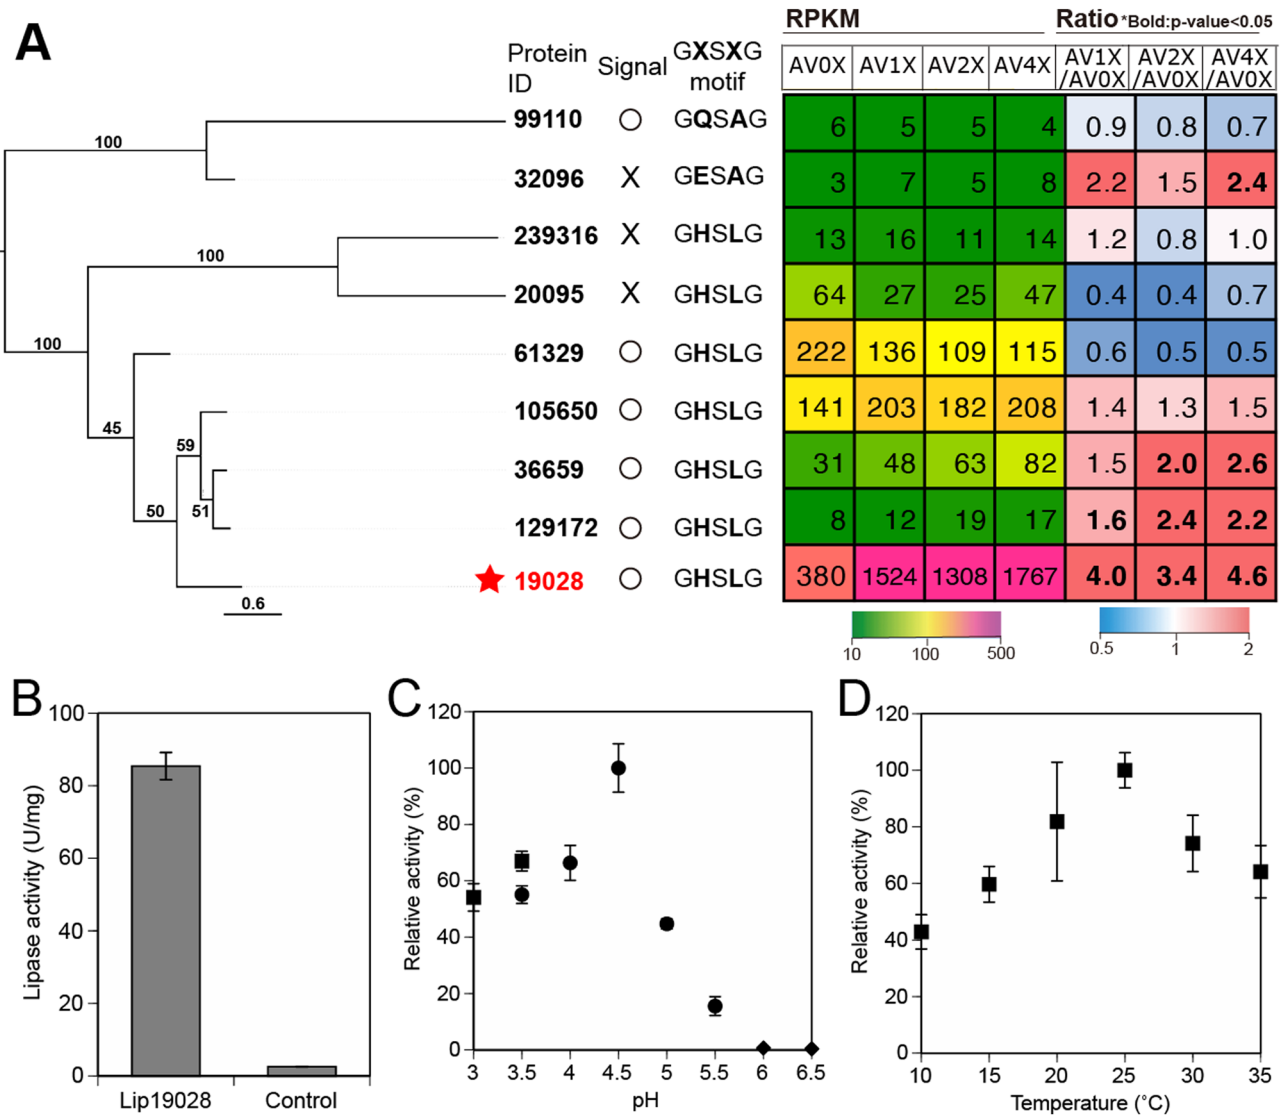 A
RPKM
Ratio *Bold:p-value<0.05
Protein ID
Signal
GXSXG motif
AV0X AV1X AV2X AV4X AV1X/AV0X AV2X/AV0X AV4X/AV0X
99110 GQSAG 6 5 5 4 0.9 0.8 0.7
32096 X GESAG 3 7 5 8 2.2 1.5 2.4
239316 X GHSLG 13 16 11 14 1.2 0.8 1.0
20095 X GHSLG 64 27 25 47 0.4 0.4 0.7
61329 GHSLG 222 136 109 115 0.6 0.5 0.5
105650 GHSLG 141 203 182 208 1.4 1.3 1.5
36659 GHSLG 31 48 63 82 1.5 2.0 2.6
129172 GHSLG 8 12 19 17 1.6 2.4 2.2
19028 GHSLG 380 1524 1308 1767 4.0 3.4 4.6
100
100
100
45
59
50
51
0.6
10 100 500
0.5 1 2
B
Lipase activity (U/mg)
100
80
60
40
20
0
Lip19028 Control
C
Relative activity (%)
120
100
80
60
40
20
0
3 3.5 4 4.5 5 5.5 6 6.5
pH
D
Relative activity (%)
120
100
80
60
40
20
0
10 15 20 25 30 35
Temperature (°C)